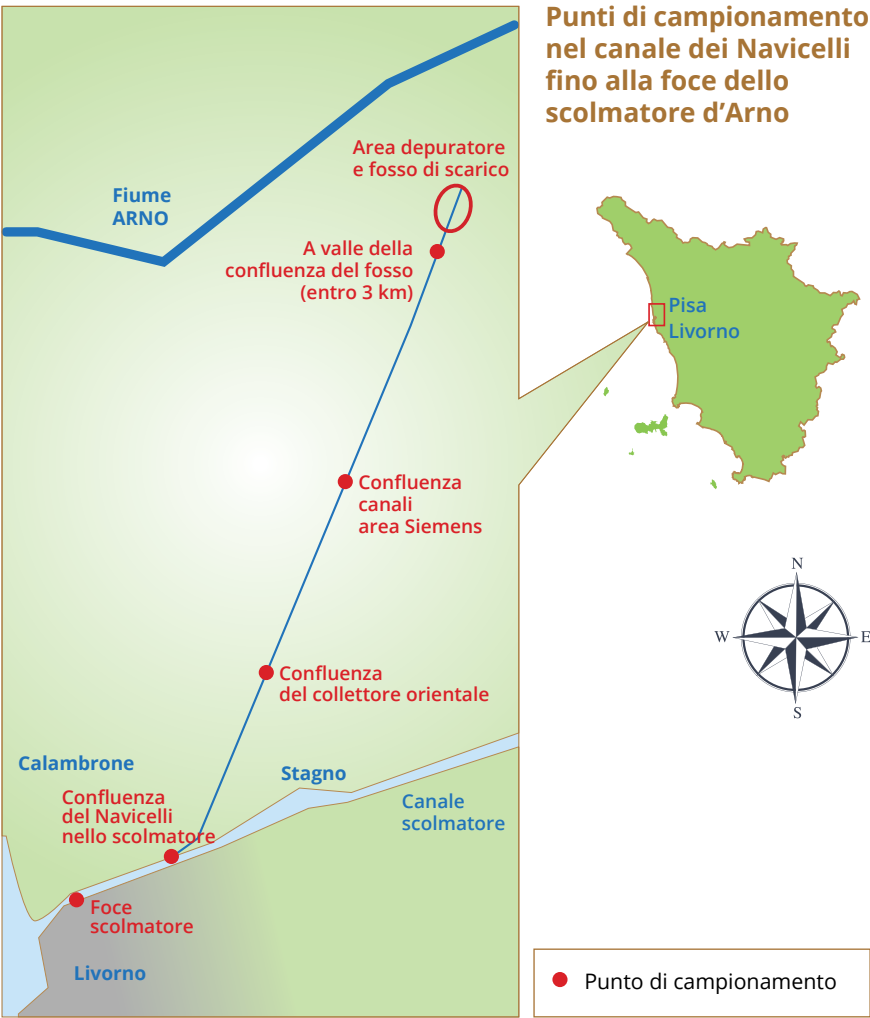 Punti di campionamento
nel canale dei Navicelli
fino alla foce dello
scolmatore d’Arno
Area depuratore
e fosso di scarico
Fiume
ARNO
A valle della
confluenza del fosso
(entro 3 km)
Pisa
Livorno
Confluenza
canali
area Siemens
N
W
E
S
Confluenza
del collettore orientale
Calambrone
Stagno
Confluenza
del Navicelli
nello scolmatore
Canale
scolmatore
Foce
scolmatore
Livorno
Punto di campionamento